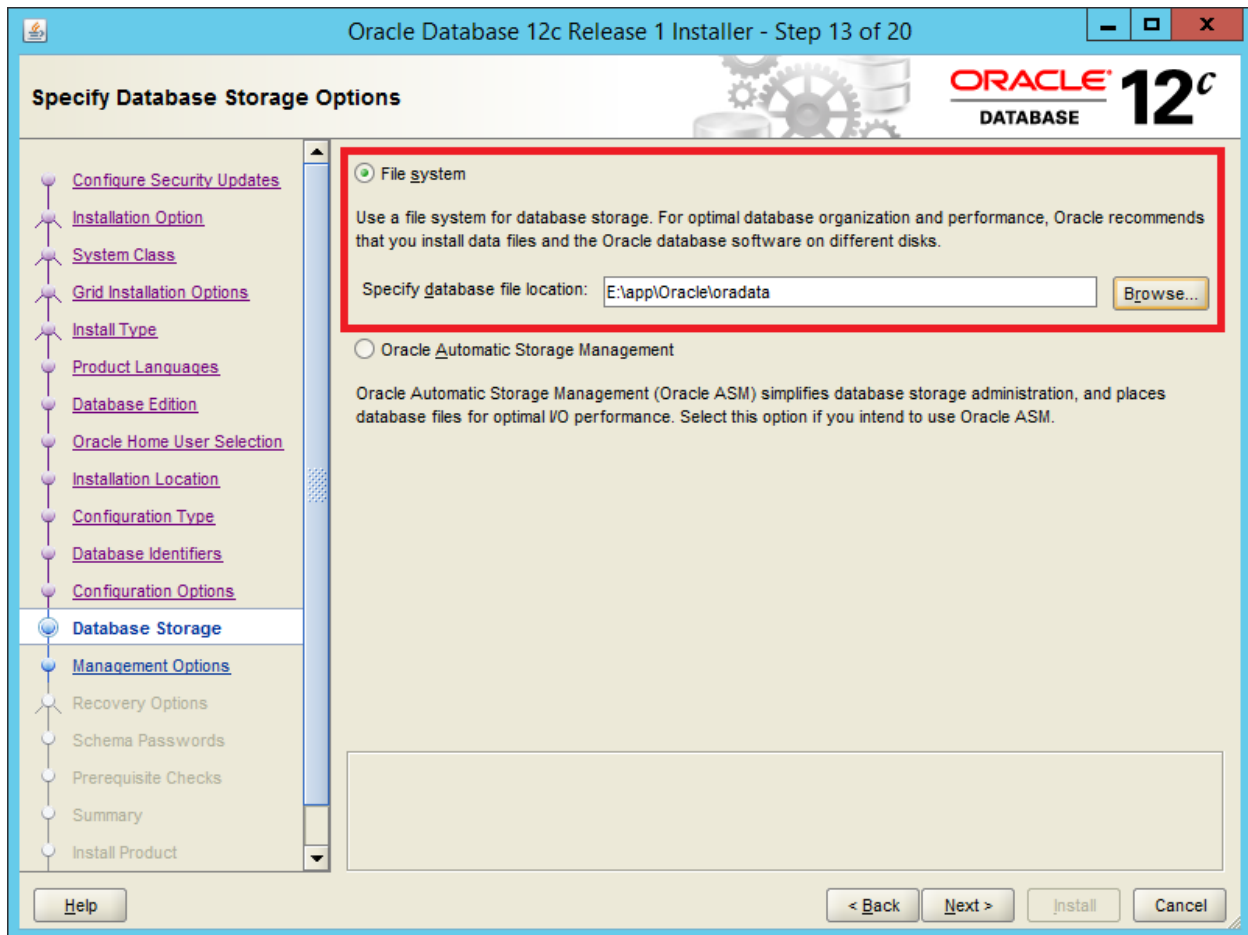 Oracle Database 12c Release 1 Installer - Step 13 of 20
Specify Database Storage Options
ORACLE
DATABASE
12c
Configure Security Updates
Installation Option
System Class
Grid Installation Options
Install Type
Product Languages
Database Edition
Oracle Home User Selection
Installation Location
Configuration Type
Database Identifiers
Configuration Options
Database Storage
Management Options
Recovery Options
Schema Passwords
Prerequisite Checks
Summary
Install Product
File system
Use a file system for database storage. For optimal database organization and performance, Oracle recommends
that you install data files and the Oracle database software on different disks.
Specify database file location: E:\app\Oracle\oradata Browse...
Oracle Automatic Storage Management
Oracle Automatic Storage Management (Oracle ASM) simplifies database storage administration, and places
database files for optimal I/O performance. Select this option if you intend to use Oracle ASM.
Help < Back Next > Install Cancel